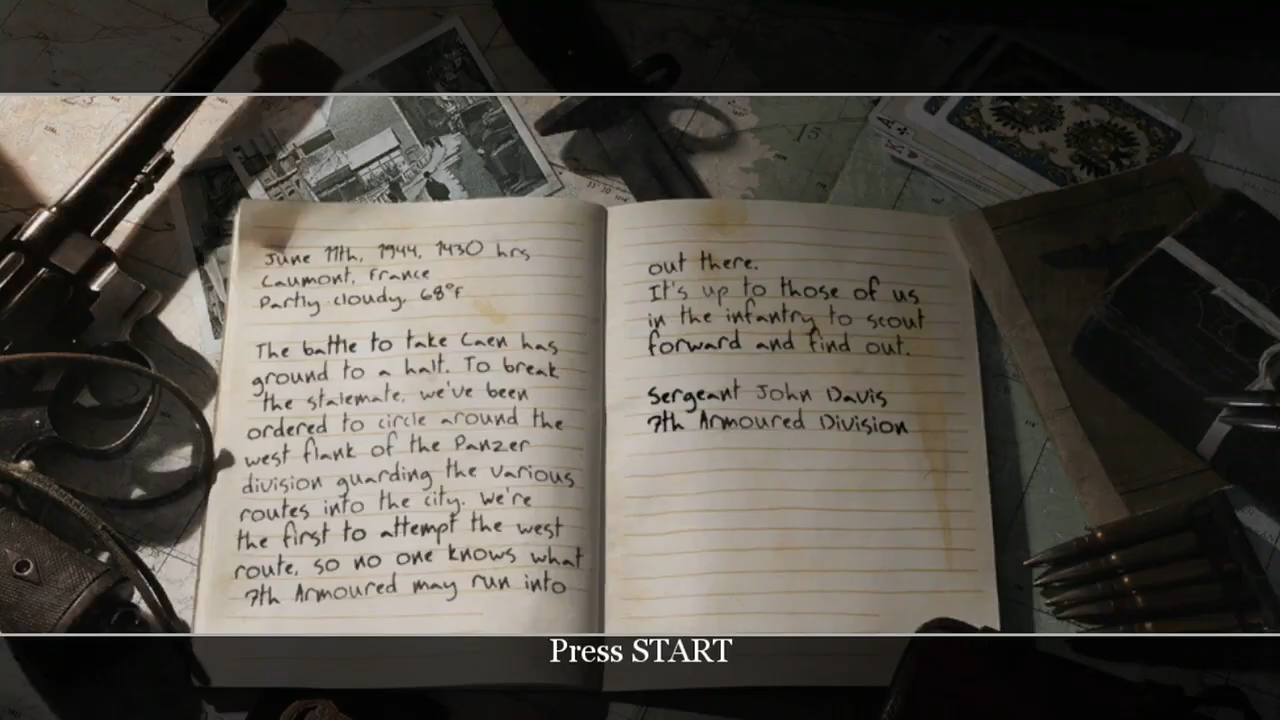 June 11th, 1944, 1430 hrs
Caumont, France
Partly cloudy, 68°F
The battle to take Caen has
ground to a halt. To break
the stalemate, we've been
ordered to circle around the
west flank of the Panzer
division guarding the various
routes into the city. We're
the first to attempt the west
route, so no one knows what
7th Armoured may run into
out there.
It's up to those of us
in the infantry to scout
forward and find out.
Sergeant John Davis
7th Armoured Division
Press START